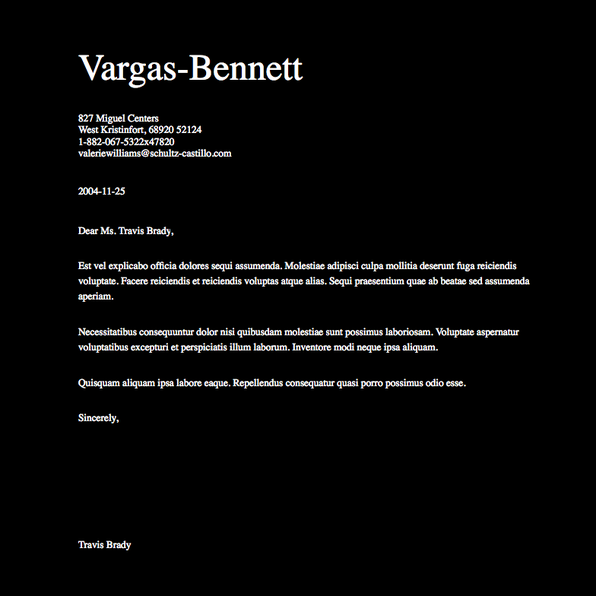 Vargas-Bennett
827 Miguel Centers
West Kristinfort, 68920 52124
1-882-067-5322x47820
valeriewilliams@schultz-castillo.com
2004-11-25
Dear Ms. Travis Brady,
Est vel explicabo officia dolores sequi assumenda. Molestiae adipisci culpa mollitia deserunt fuga reiciendis
voluptate. Facere reiciendis et reiciendis voluptas atque alias. Sequi praesentium quae ab beatae sed assumenda
aperiam.
Necessitatibus consequuntur dolor nisi quibusdam molestiae sunt possimus laboriosam. Voluptate aspernatur
voluptatibus excepturi et perspiciatis illum laborum. Inventore modi neque ipsa aliquam.
Quisquam aliquam ipsa labore eaque. Repellendus consequatur quasi porro possimus odio esse.
Sincerely,
Travis Brady